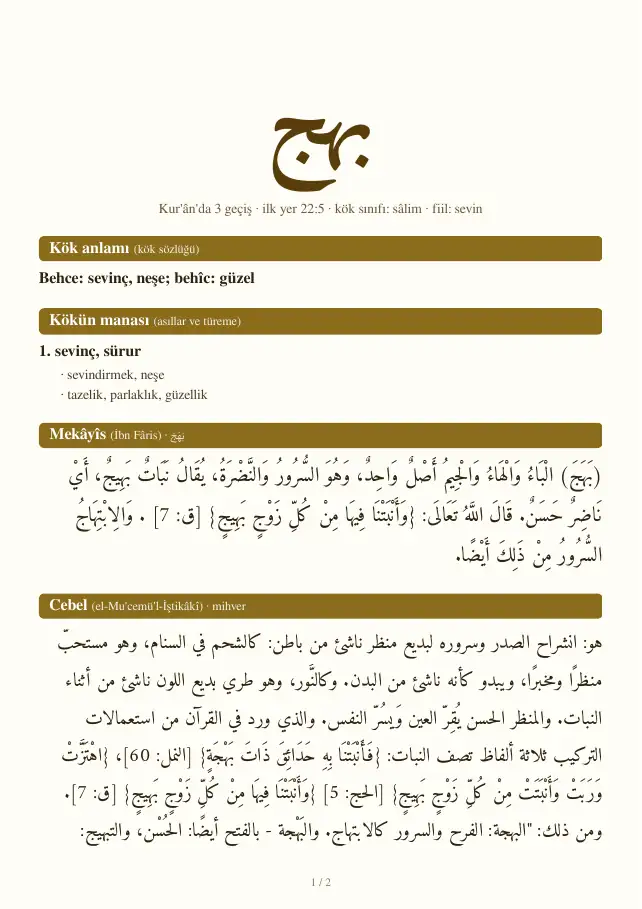 بهج
Kur'ân'da 3 geçiş · ilk yer 22:5 · kök sınıfı: sâlim · fiil: sevin
Kök anlamı (kök sözlüğü)
Behce: sevinç, neşe; behîc: güzel
Kökün manası (asıllar ve türeme)
1. sevinç, sürur
· sevindirmek, neşe
· tazelik, parlaklık, güzellik
Mekâyîs (İbn Fâris) · بَهَجَ
(بَهَجَ) الْبَاءُ وَالْهَاءُ وَالْجِيمُ أَصْلٌ وَاحِدٌ، وَهُوَ السُّرُورُ وَالنَّضْرَةُ، يُقَالُ نَبَاتٌ بَهِيجٌ، أَيْ
نَاضِرٌ حَسَنٌ. قَالَ اللَّهُ تَعَالَى: {وَأَنْبَتْنَا فِيهَا مِنْ كُلِّ زَوْجٍ بَهِيجٍ} [ق: 7] . وَالِابْتِهَاجُ
السُّرُورُ مِنْ ذَلِكَ أَيْضًا.
Cebel (el-Mu'cemü'l-İştikâkî) · mihver
هو: انشراح الصدر وسروره لبديع منظر ناشئ من باطن: كالشحم في السنام، وهو مستحبّ
منظرًا ومخبرًا، ويبدو كأنه ناشئ من البدن. وكالنَّور، وهو طري بديع اللون ناشئ من أثناء
النبات. والمنظر الحسن يُقِرّ العين وَيسُرّ النفس. والذي ورد في القرآن من استعمالات
التركيب ثلاثة ألفاظ تصف النبات: {فَأَنْبَتْنَا بِهِ حَدَائِقَ ذَاتَ بَهْجَةٍ} [النمل: 60]، {اهْتَزَّتْ
وَرَبَتْ وَأَنْبَتَتْ مِنْ كُلِّ زَوْجٍ بَهِيجٍ} [الحج: 5] {وَأَنْبَتْنَا فِيهَا مِنْ كُلِّ زَوْجٍ بَهِيجٍ} [ق: 7].
ومن ذلك: "البهجة: الفرح والسرور كالابتهاج. والبَهْجة - بالفتح أيضًا: الحُسْن، والتبهيج:
1 / 2